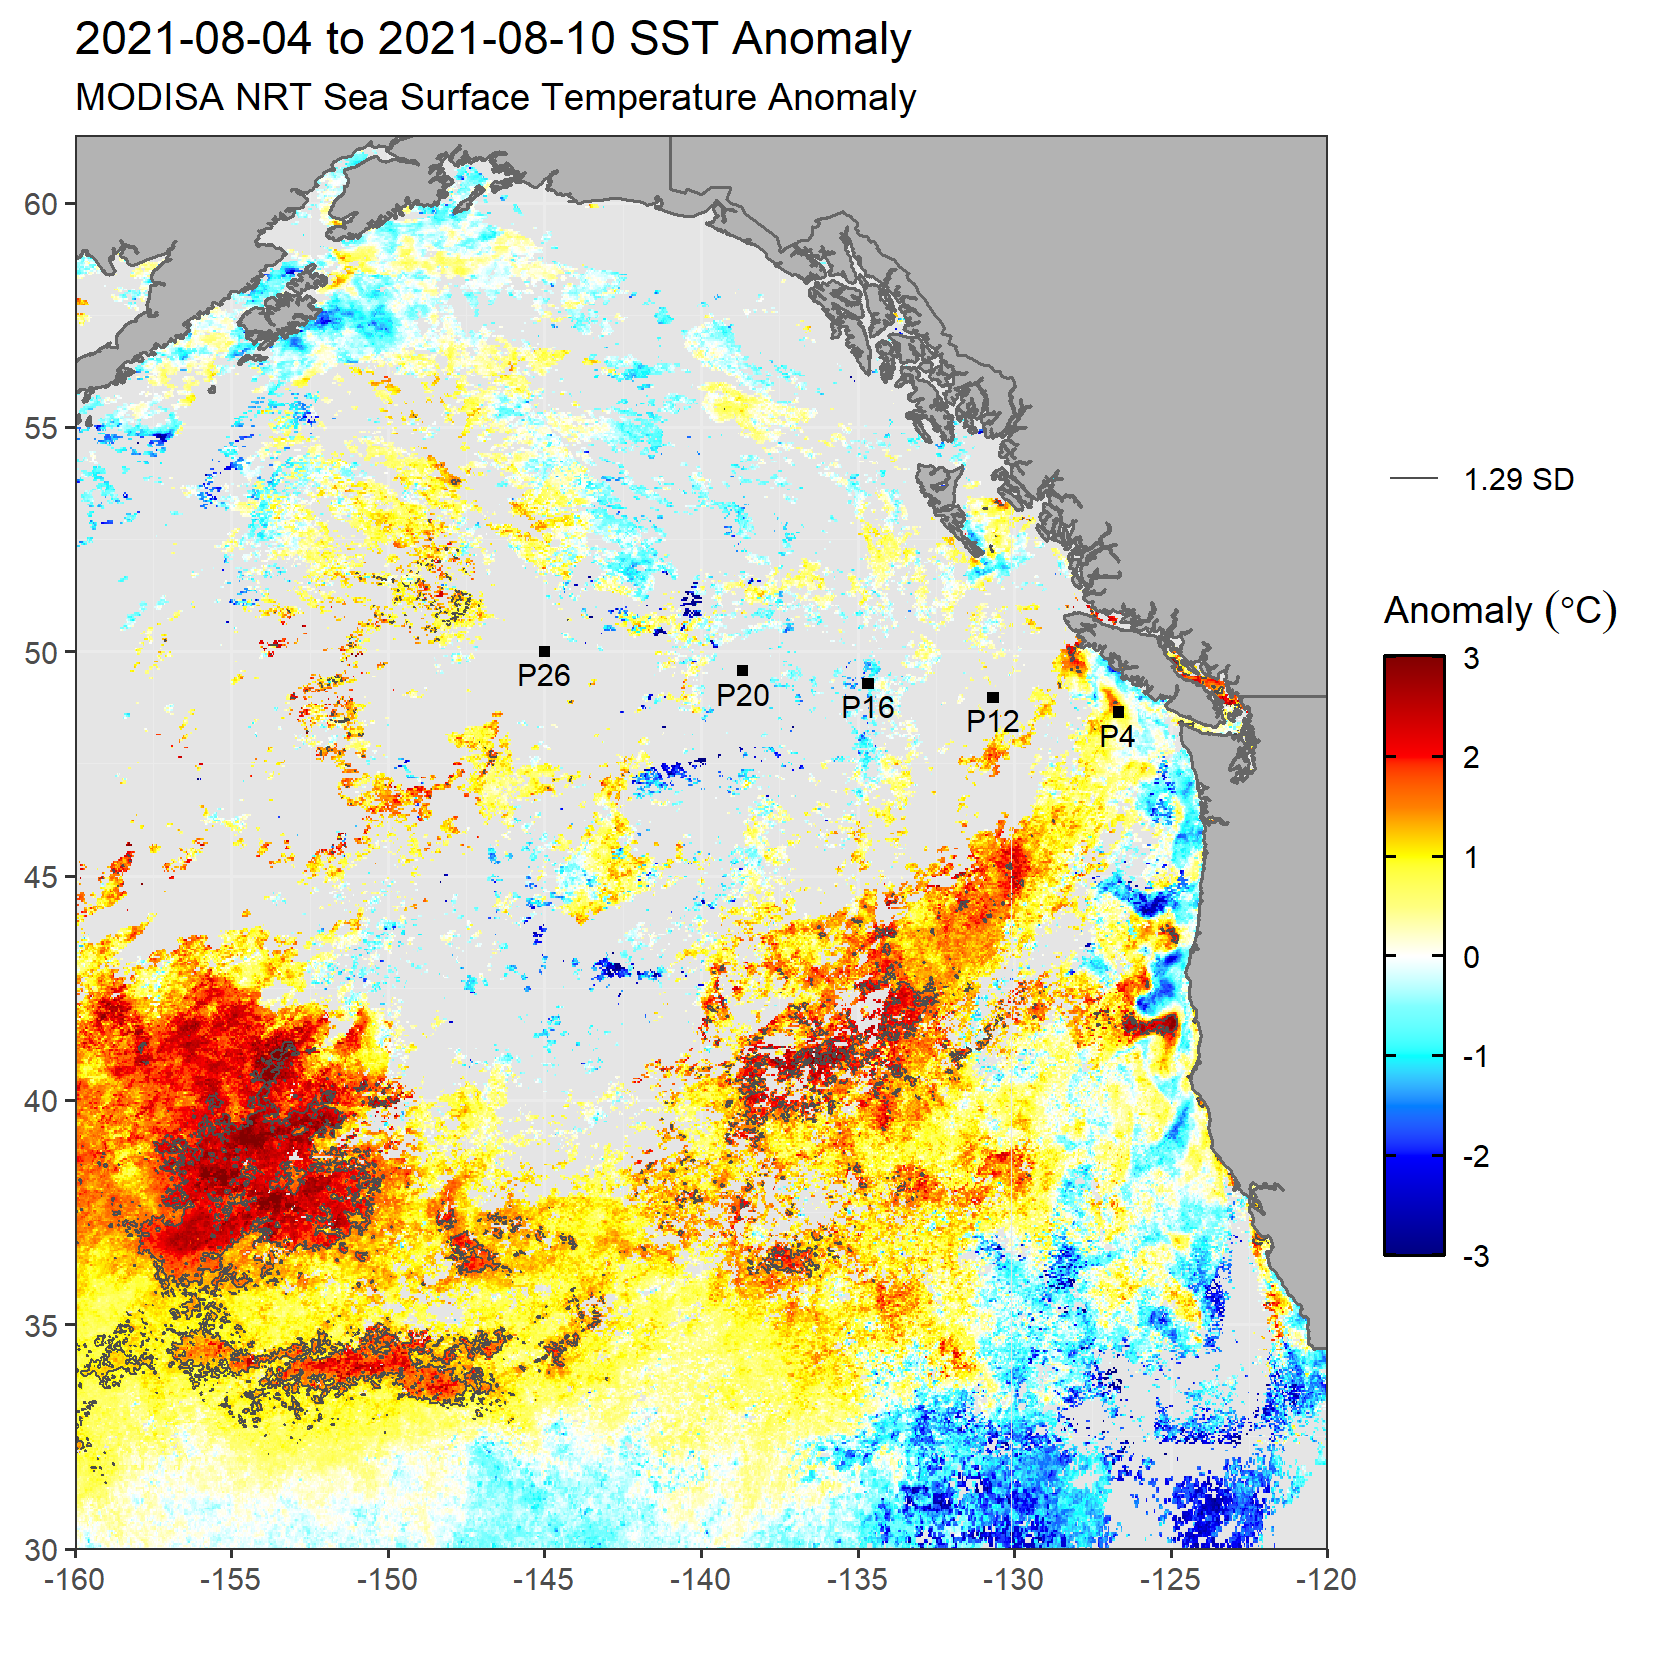 2021-08-04 to 2021-08-10 SST Anomaly
MODISA NRT Sea Surface Temperature Anomaly
60
55
50
45
40
35
30
-160
-155
-150
-145
-140
-135
-130
-125
-120
P26
P20
P16
P12
P4
1.29 SD
Anomaly (°C)
3
2
1
0
-1
-2
-3